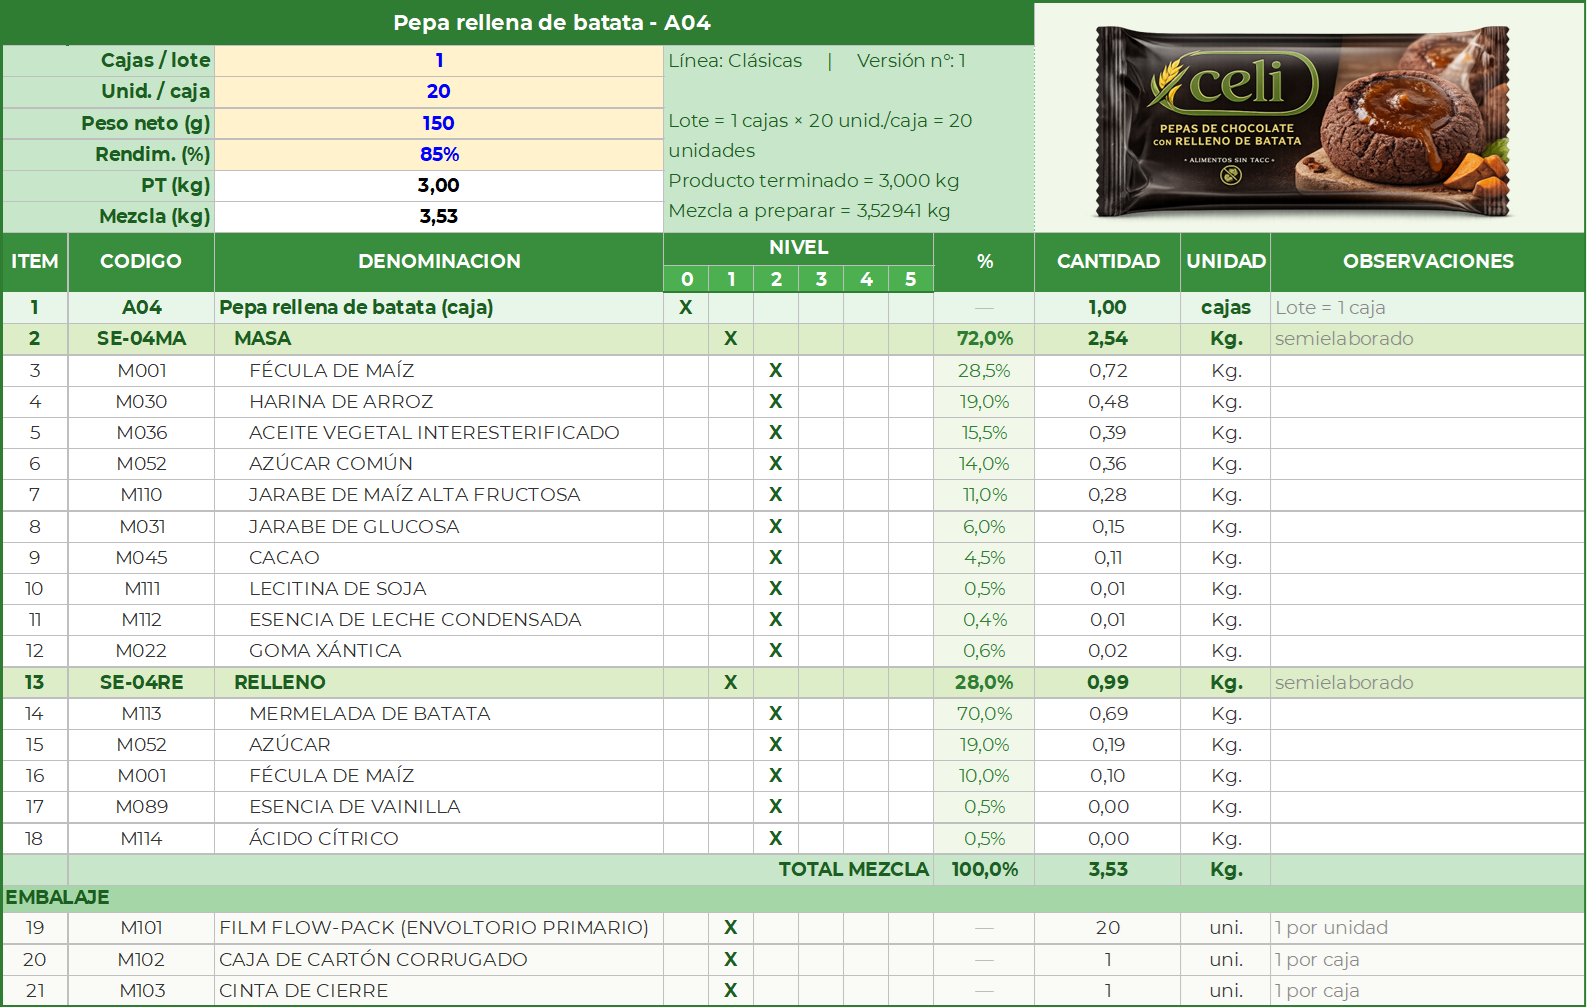 Pepa rellena de batata - A04
Cajas / lote 1
Unid. / caja 20
Peso neto (g) 150
Rendim. (%) 85%
PT (kg) 3,00
Mezcla (kg) 3,53
Línea: Clásicas | Versión n°: 1
Lote = 1 cajas × 20 unid./caja = 20
unidades
Producto terminado = 3,000 kg
Mezcla a preparar = 3,52941 kg
celi
PEPAS DE CHOCOLATE
CON RELLENO DE BATATA
• ALIMENTOS SIN TACC •
ITEM CODIGO DENOMINACION NIVEL % CANTIDAD UNIDAD OBSERVACIONES
0 1 2 3 4 5
1 A04 Pepa rellena de batata (caja) X — 1,00 cajas Lote = 1 caja
2 SE-04MA MASA X 72,0% 2,54 Kg. semielaborado
3 M001 FÉCULA DE MAÍZ X 28,5% 0,72 Kg.
4 M030 HARINA DE ARROZ X 19,0% 0,48 Kg.
5 M036 ACEITE VEGETAL INTERESTERIFICADO X 15,5% 0,39 Kg.
6 M052 AZÚCAR COMÚN X 14,0% 0,36 Kg.
7 M110 JARABE DE MAÍZ ALTA FRUCTOSA X 11,0% 0,28 Kg.
8 M031 JARABE DE GLUCOSA X 6,0% 0,15 Kg.
9 M045 CACAO X 4,5% 0,11 Kg.
10 M111 LECITINA DE SOJA X 0,5% 0,01 Kg.
11 M112 ESENCIA DE LECHE CONDENSADA X 0,4% 0,01 Kg.
12 M022 GOMA XÁNTICA X 0,6% 0,02 Kg.
13 SE-04RE RELLENO X 28,0% 0,99 Kg. semielaborado
14 M113 MERMELADA DE BATATA X 70,0% 0,69 Kg.
15 M052 AZÚCAR X 19,0% 0,19 Kg.
16 M001 FÉCULA DE MAÍZ X 10,0% 0,10 Kg.
17 M089 ESENCIA DE VAINILLA X 0,5% 0,00 Kg.
18 M114 ÁCIDO CÍTRICO X 0,5% 0,00 Kg.
TOTAL MEZCLA 100,0% 3,53 Kg.
EMBALAJE
19 M101 FILM FLOW-PACK (ENVOLTORIO PRIMARIO) X — 20 uni. 1 por unidad
20 M102 CAJA DE CARTÓN CORRUGADO X — 1 uni. 1 por caja
21 M103 CINTA DE CIERRE X — 1 uni. 1 por caja